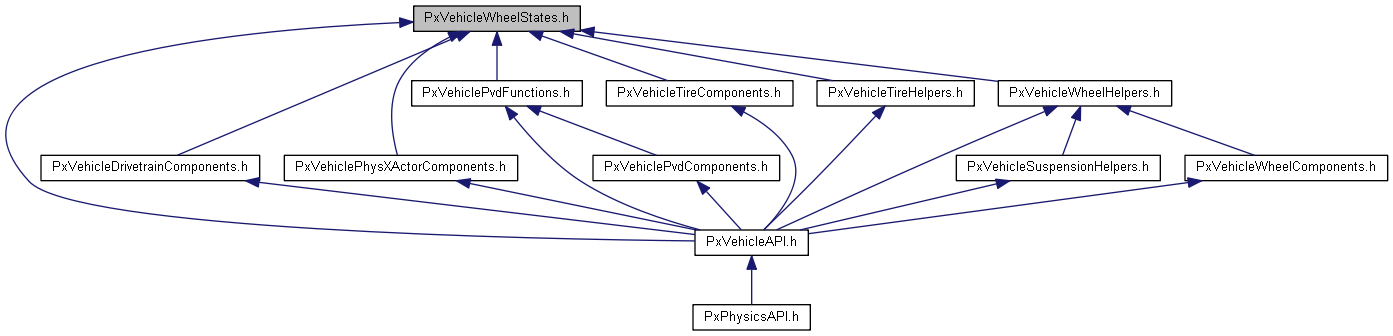 PxVehicleWheelStates.h
PxVehiclePvdFunctions.h
PxVehicleTireComponents.h
PxVehicleTireHelpers.h
PxVehicleWheelHelpers.h
PxVehicleDrivetrainComponents.h
PxVehiclePhysXActorComponents.h
PxVehiclePvdComponents.h
PxVehicleSuspensionHelpers.h
PxVehicleWheelComponents.h
PxVehicleAPI.h
PxPhysicsAPI.h